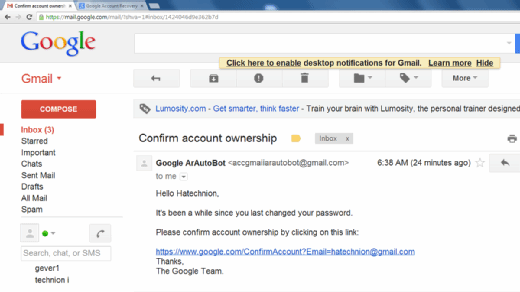 Confirm account ownership
Google Account Recovery
https://mail.google.com/mail/?shva=1#inbox/
Google
Click here to enable desktop notifications for Gmail. Learn more Hide
Gmail
More
COMPOSE
Lumosity.com - Get smarter, think faster - Train your brain with Lumosity, the personal trainer designed
Inbox (3)
Starred
Important
Chats
Sent Mail
Drafts
All Mail
Spam
Search, chat, or SMS
gever1
technion i
Confirm account ownership
Inbox x
Google ArAutoBot <accgmailarautobot@gmail.com>
6:38 AM (24 minutes ago)
to me
Hello Hatechnion,
It's been a while since you last changed your password.
Please confirm account ownership by clicking on this link:
https://www.google.com/ConfirmAccount?Email=hatechnion@gmail.com
Thanks,
The Google Team.